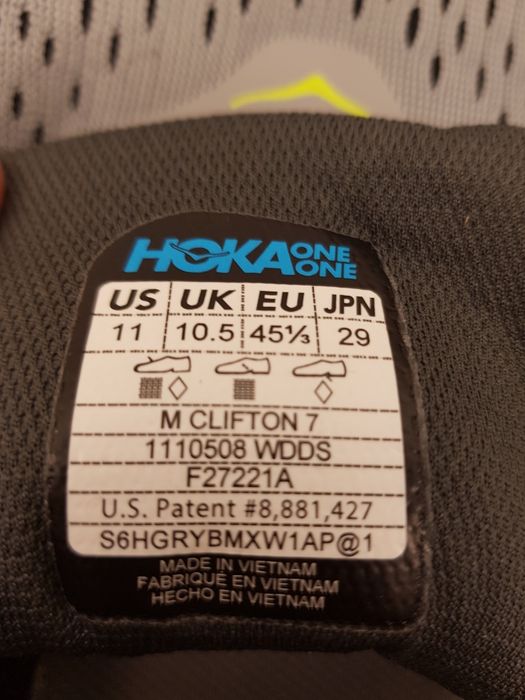 HOKA ONE ONE
US UK EU JPN
11 10.5 45⅓ 29
M CLIFTON 7
1110508 WDDS
F27221A
U.S. Patent #8,881,427
S6HGRYBMXW1AP@1
MADE IN VIETNAM
FABRIQUÉ EN VIETNAM
HECHO EN VIETNAM